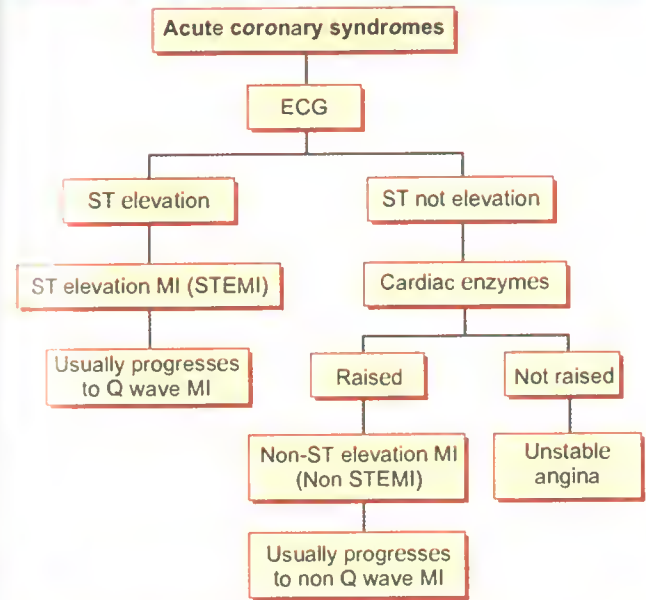 Acute coronary syndromes
ECG
ST elevation
ST not elevation
ST elevation MI (STEMI)
Cardiac enzymes
Usually progresses
to Q wave MI
Raised
Not raised
Non-ST elevation MI
(Non STEMI)
Unstable
angina
Usually progresses
to non Q wave MI